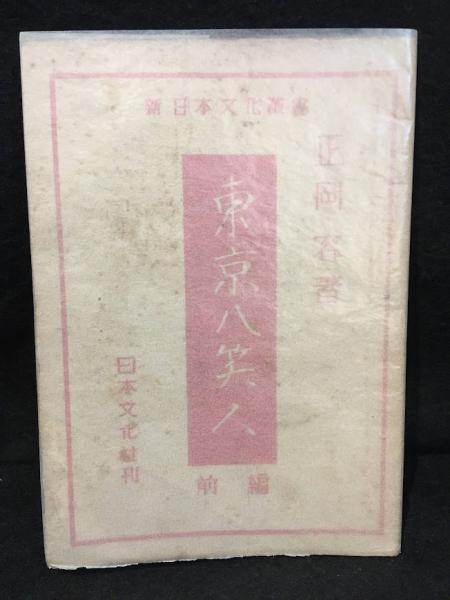 新日本文化叢書
正岡容著
東京八笑人
前編
日本文化社刊